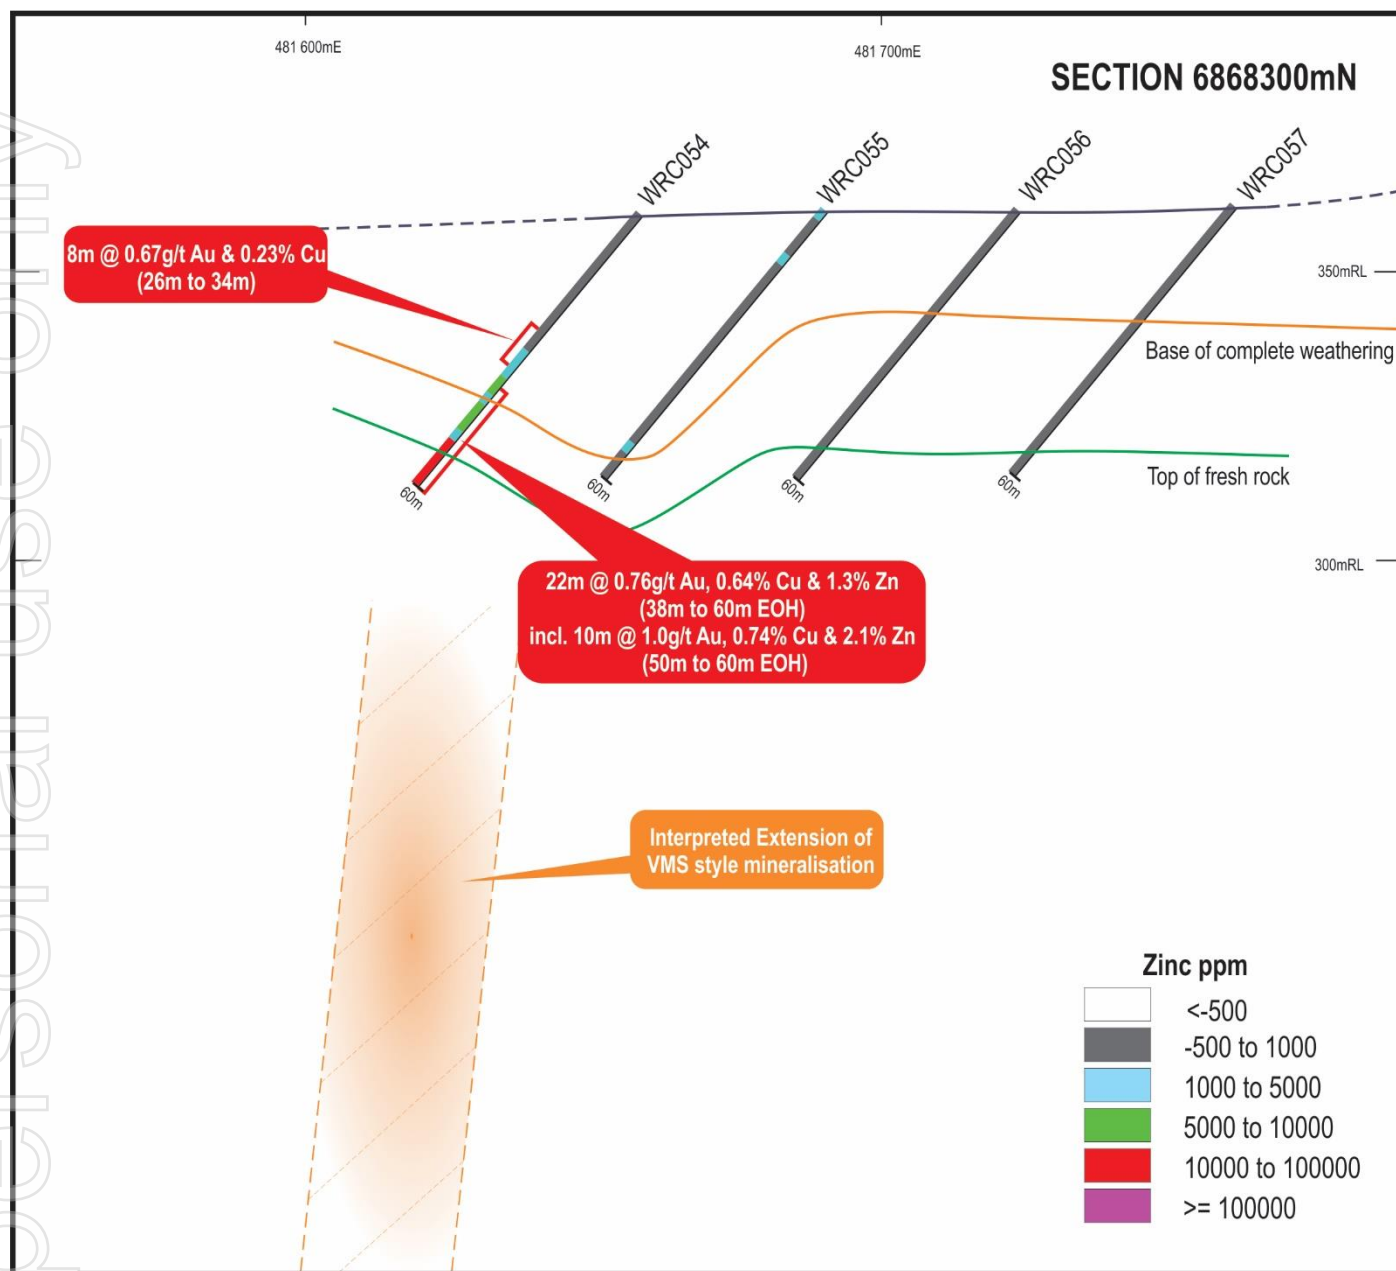 481 600mE
481 700mE
SECTION 6868300mN
WRC054
WRC055
WRC056
WRC057
8m @ 0.67g/t Au & 0.23% Cu
(26m to 34m)
350mRL
Base of complete weathering
Top of fresh rock
60m
60m
60m
60m
300mRL
22m @ 0.76g/t Au, 0.64% Cu & 1.3% Zn
(38m to 60m EOH)
incl. 10m @ 1.0g/t Au, 0.74% Cu & 2.1% Zn
(50m to 60m EOH)
Interpreted Extension of
VMS style mineralisation
Zinc ppm
<-500
-500 to 1000
1000 to 5000
5000 to 10000
10000 to 100000
>= 100000
personal use only